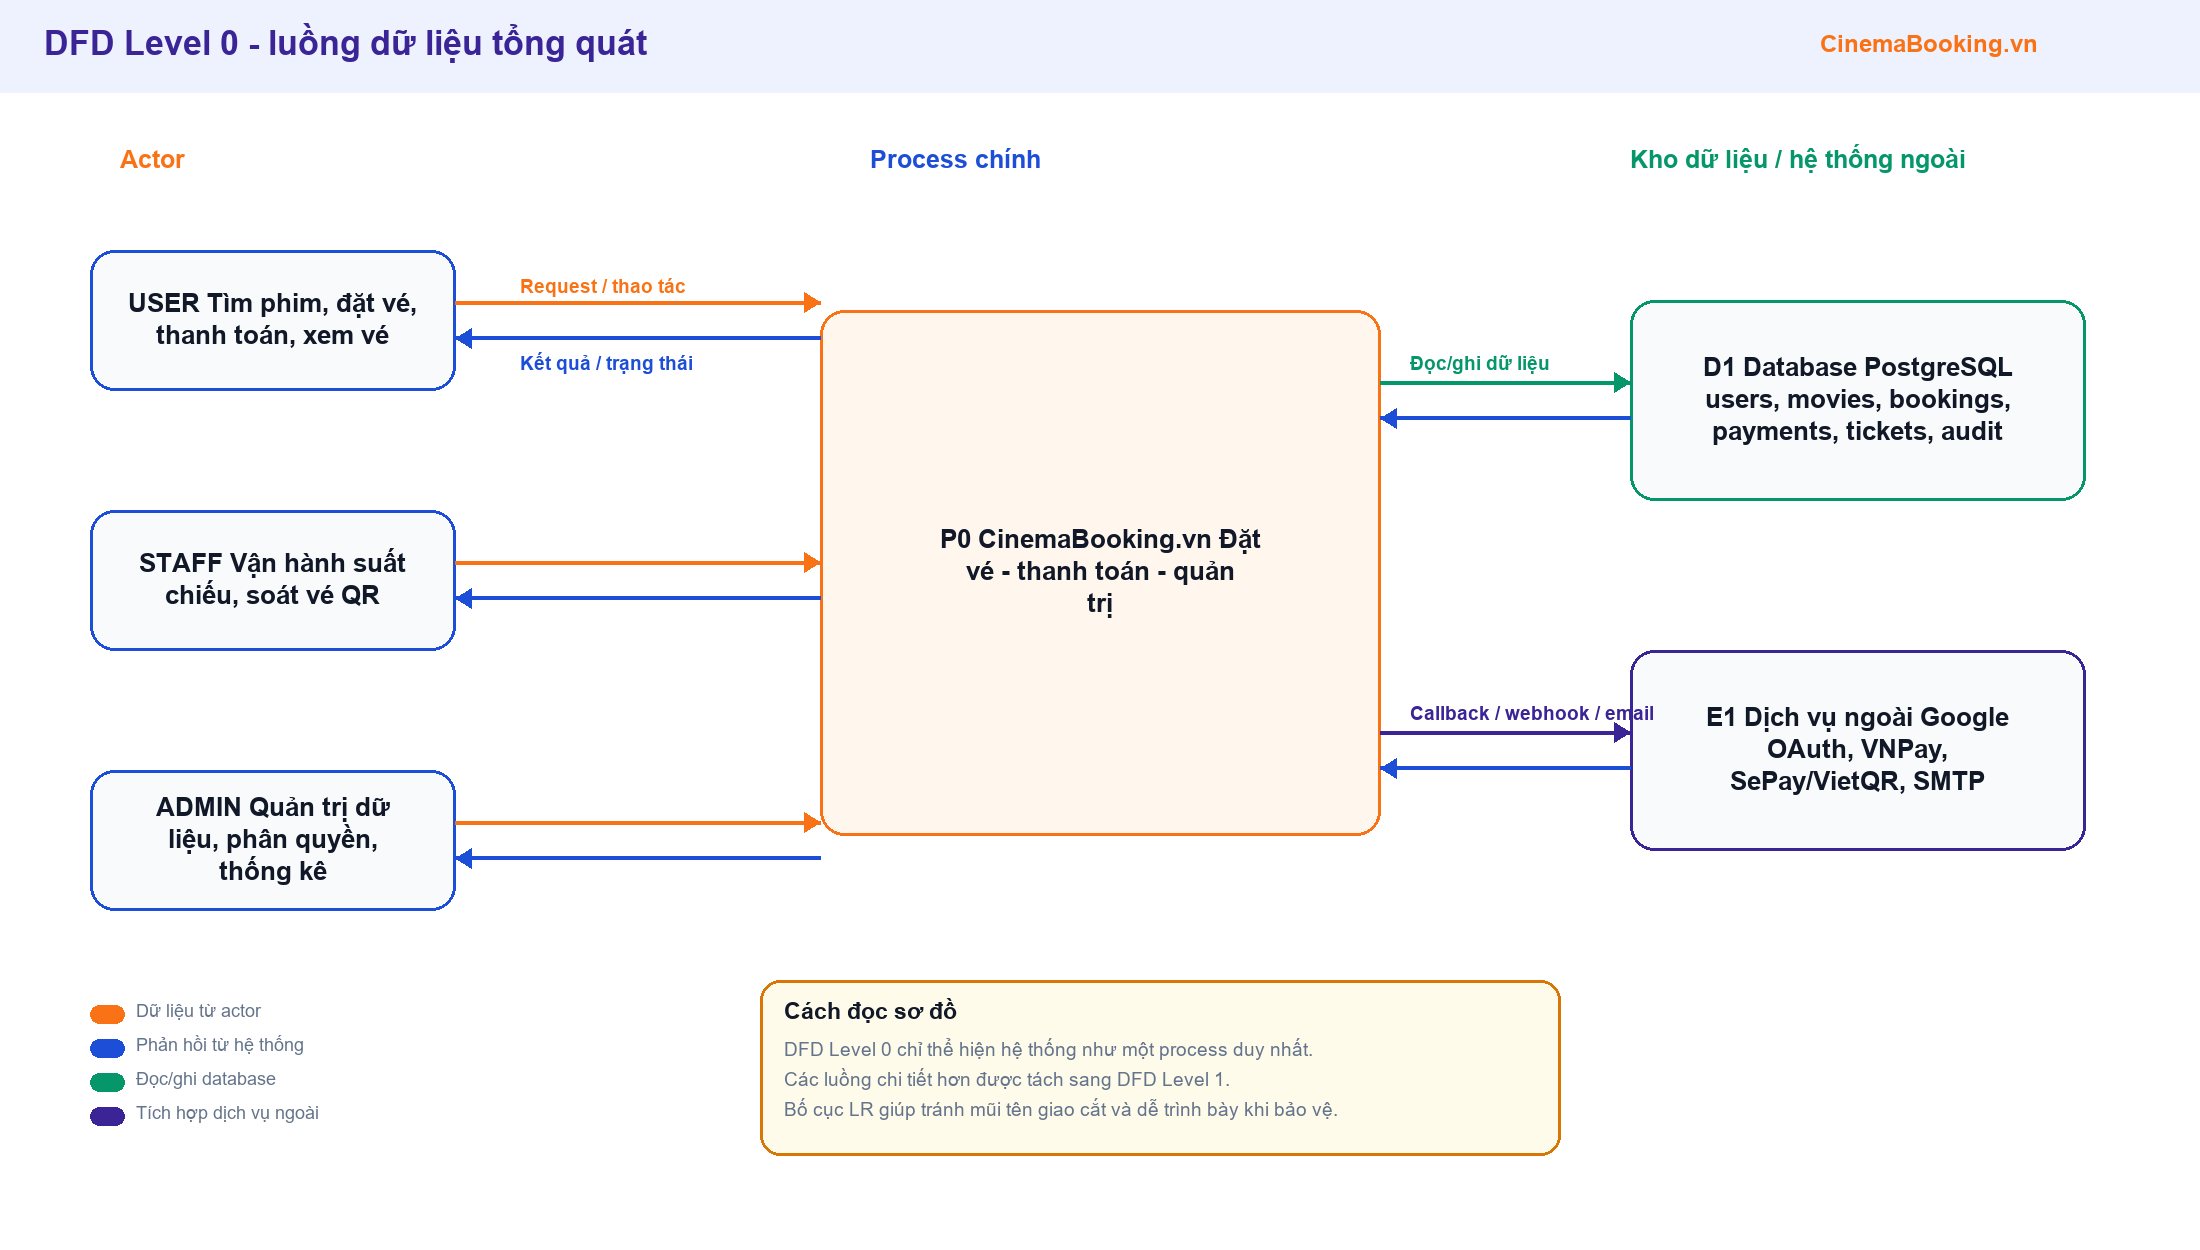 DFD Level 0 - luồng dữ liệu tổng quát
CinemaBooking.vn
Actor
Process chính
Kho dữ liệu / hệ thống ngoài
USER Tìm phim, đặt vé,
thanh toán, xem vé
Request / thao tác
Kết quả / trạng thái
STAFF Vận hành suất
chiếu, soát vé QR
ADMIN Quản trị dữ
liệu, phân quyền,
thống kê
P0 CinemaBooking.vn Đặt
vé - thanh toán - quản
trị
Đọc/ghi dữ liệu
D1 Database PostgreSQL
users, movies, bookings,
payments, tickets, audit
Callback / webhook / email
E1 Dịch vụ ngoài Google
OAuth, VNPay,
SePay/VietQR, SMTP
Dữ liệu từ actor
Phản hồi từ hệ thống
Đọc/ghi database
Tích hợp dịch vụ ngoài
Cách đọc sơ đồ
DFD Level 0 chỉ thể hiện hệ thống như một process duy nhất.
Các luồng chi tiết hơn được tách sang DFD Level 1.
Bố cục LR giúp tránh mũi tên giao cắt và dễ trình bày khi bảo vệ.